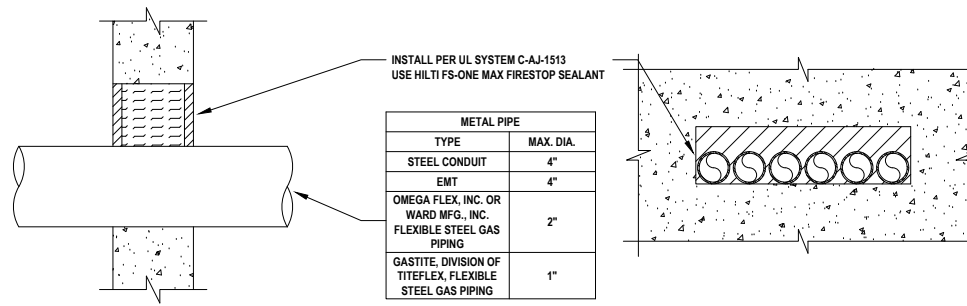 INSTALL PER UL SYSTEM C-AJ-1513
USE HILTI FS-ONE MAX FIRESTOP SEALANT
METAL PIPE
TYPE MAX. DIA.
STEEL CONDUIT 4"
EMT 4"
OMEGA FLEX, INC. OR
WARD MFG., INC.
FLEXIBLE STEEL GAS
PIPING
2"
GASTITE, DIVISION OF
TITEFLEX, FLEXIBLE
STEEL GAS PIPING
1"